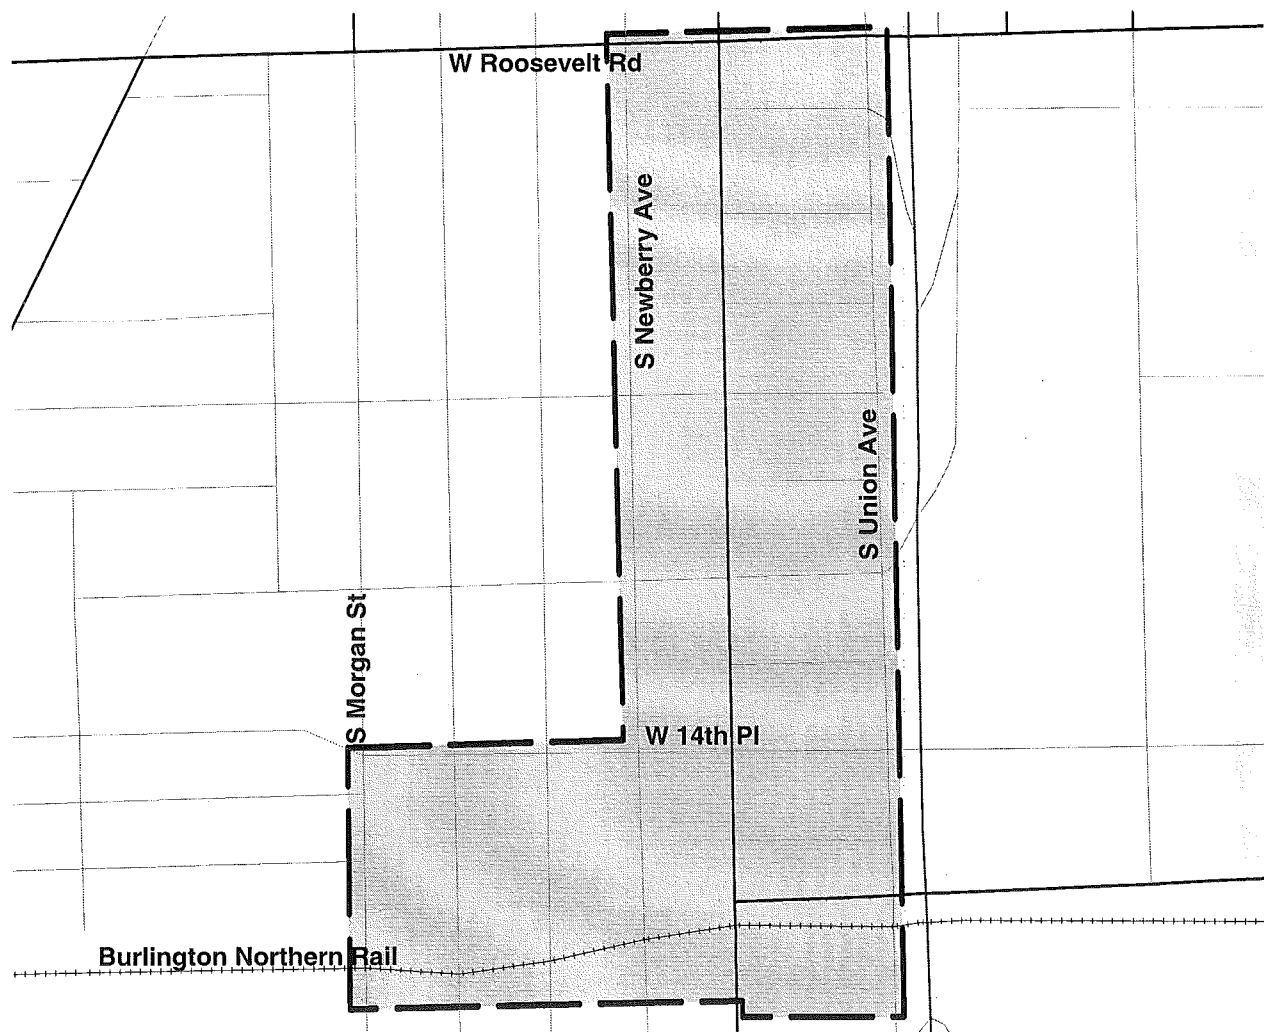 W Roosevelt Rd
S Newberry Ave
S Union Ave
S Morgan St
W 14th Pl
Burlington Northern Rail